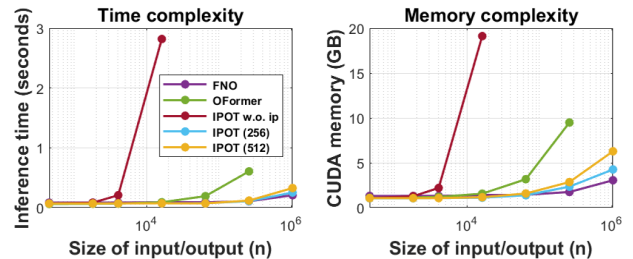 Time complexity
Inference time (seconds)
3
2
1
0
FNO
OFormer
IPOT w.o. ip
IPOT (256)
IPOT (512)
10^4
10^6
Size of input/output (n)
Memory complexity
CUDA memory (GB)
20
15
10
5
0
10^4
10^6
Size of input/output (n)